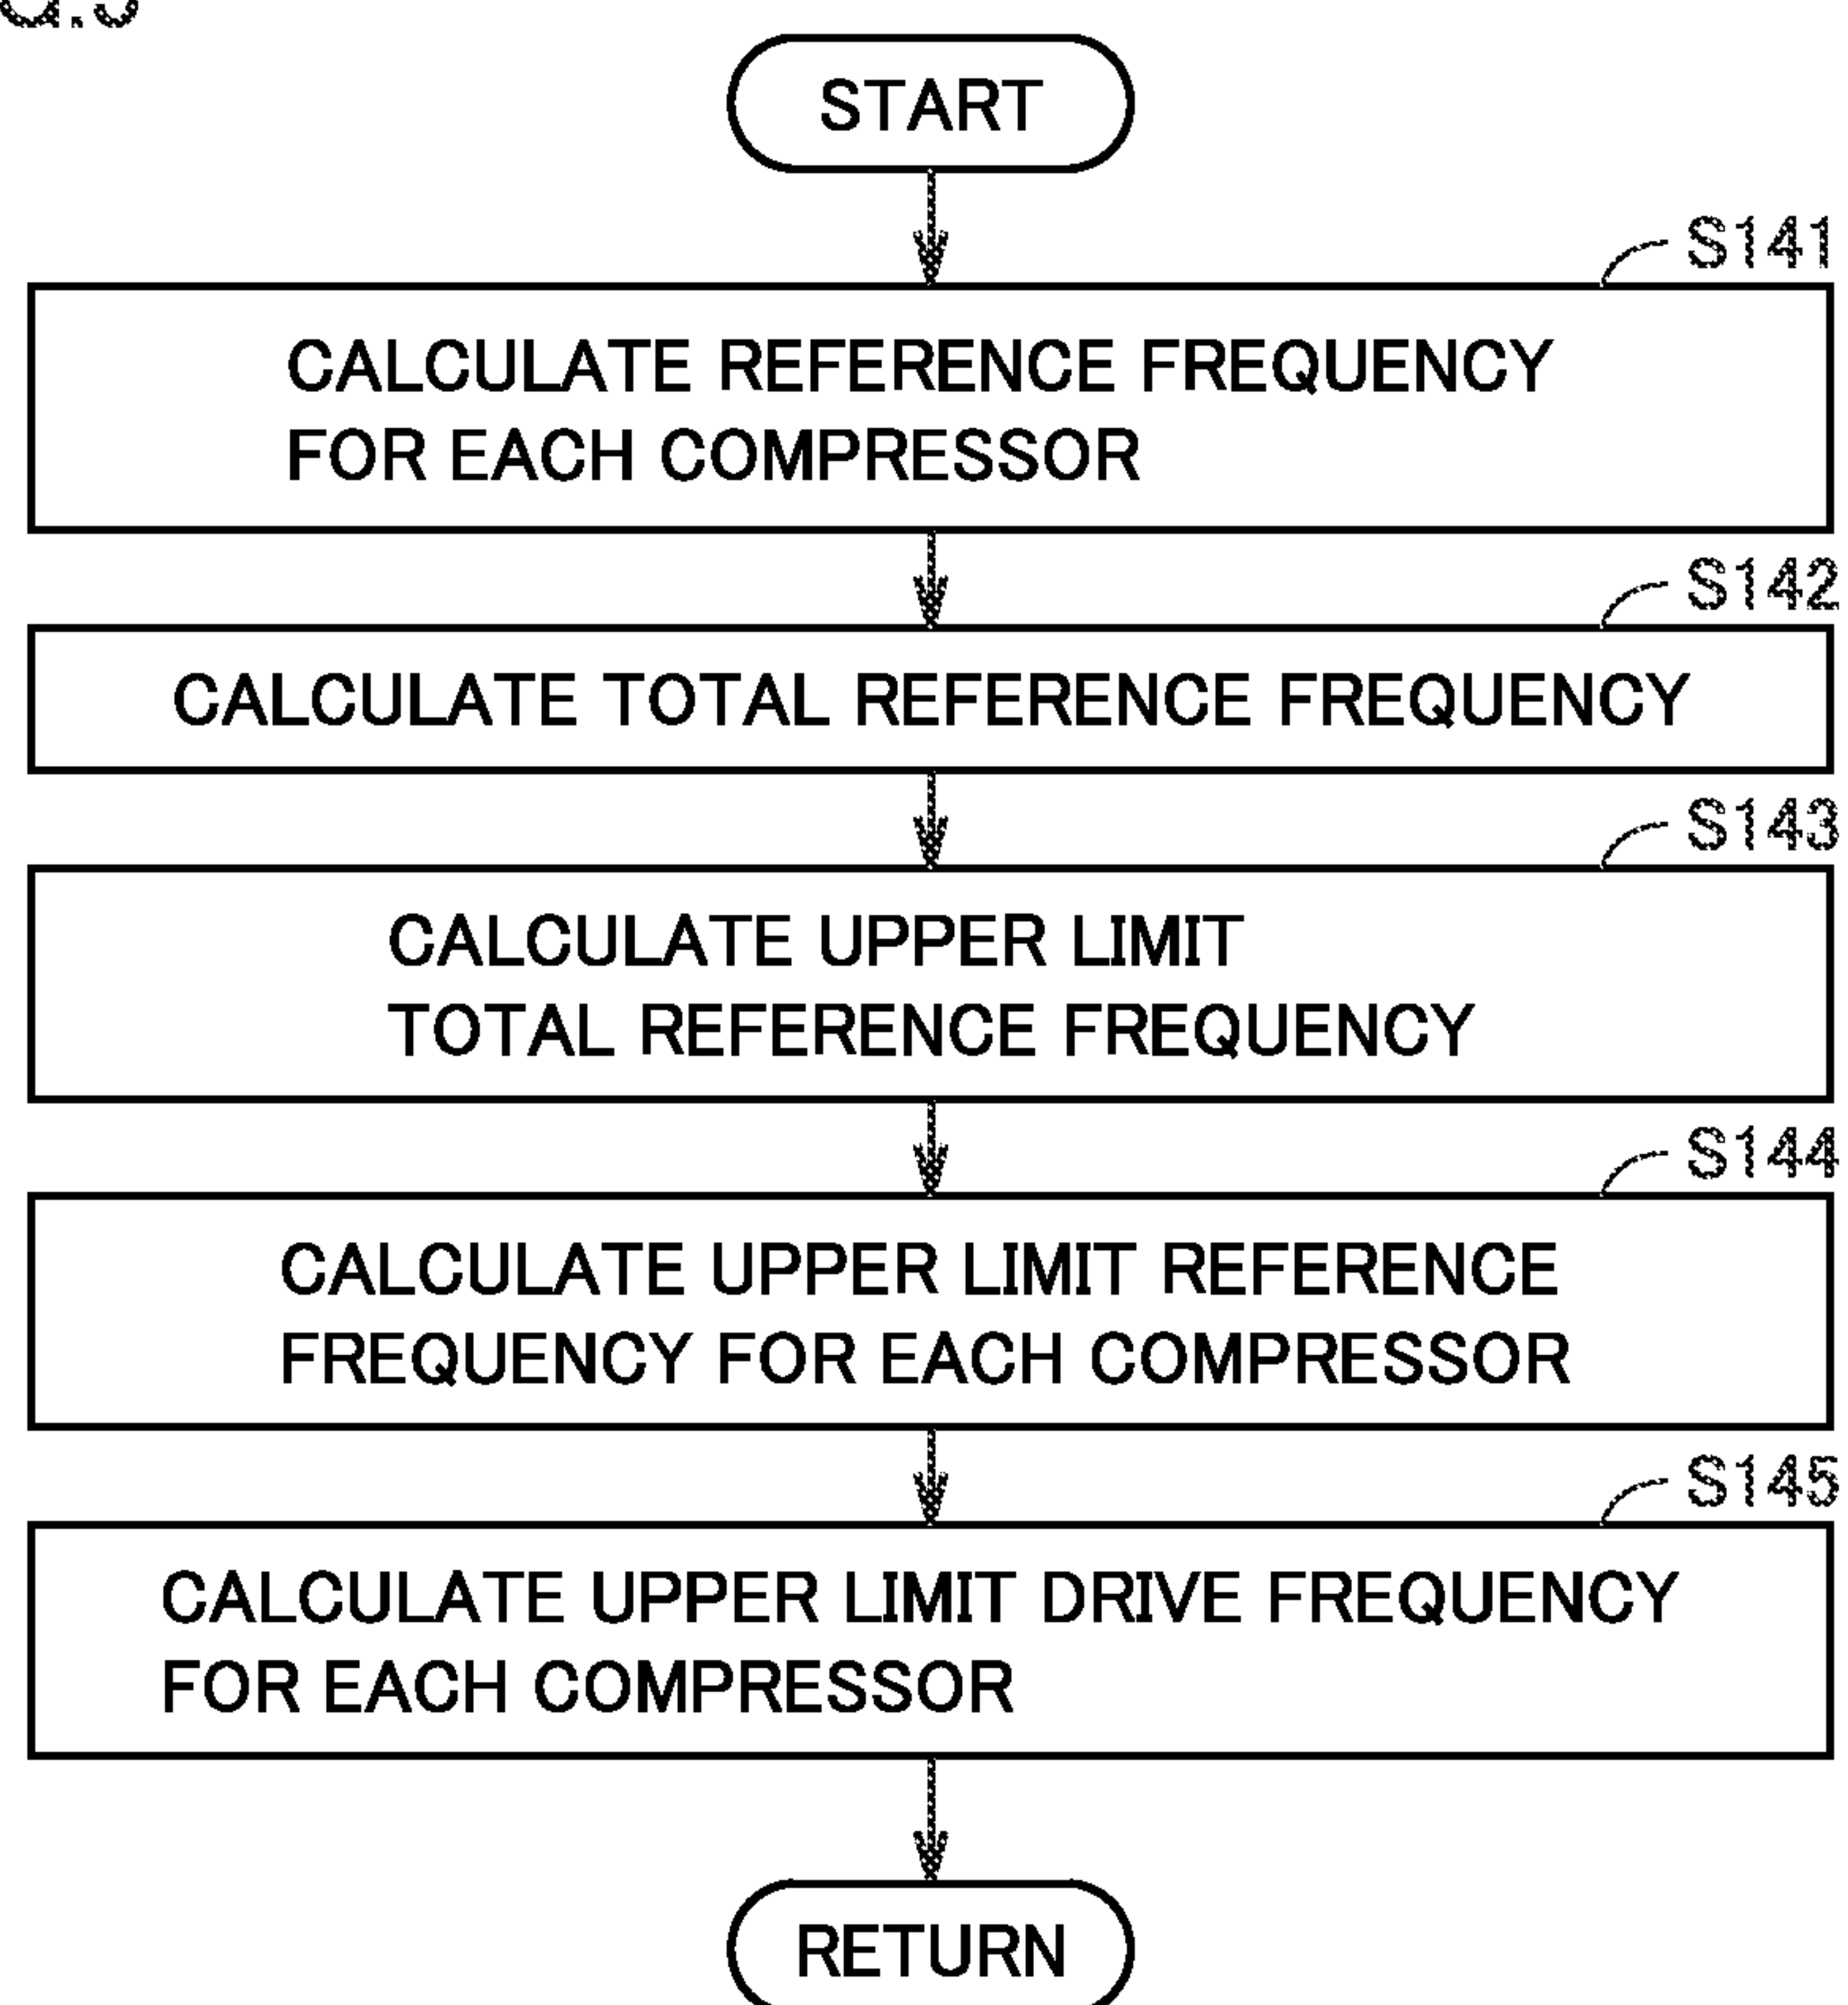 START
S141
CALCULATE REFERENCE FREQUENCY
FOR EACH COMPRESSOR
S142
CALCULATE TOTAL REFERENCE FREQUENCY
S143
CALCULATE UPPER LIMIT
TOTAL REFERENCE FREQUENCY
S144
CALCULATE UPPER LIMIT REFERENCE
FREQUENCY FOR EACH COMPRESSOR
S145
CALCULATE UPPER LIMIT DRIVE FREQUENCY
FOR EACH COMPRESSOR
RETURN